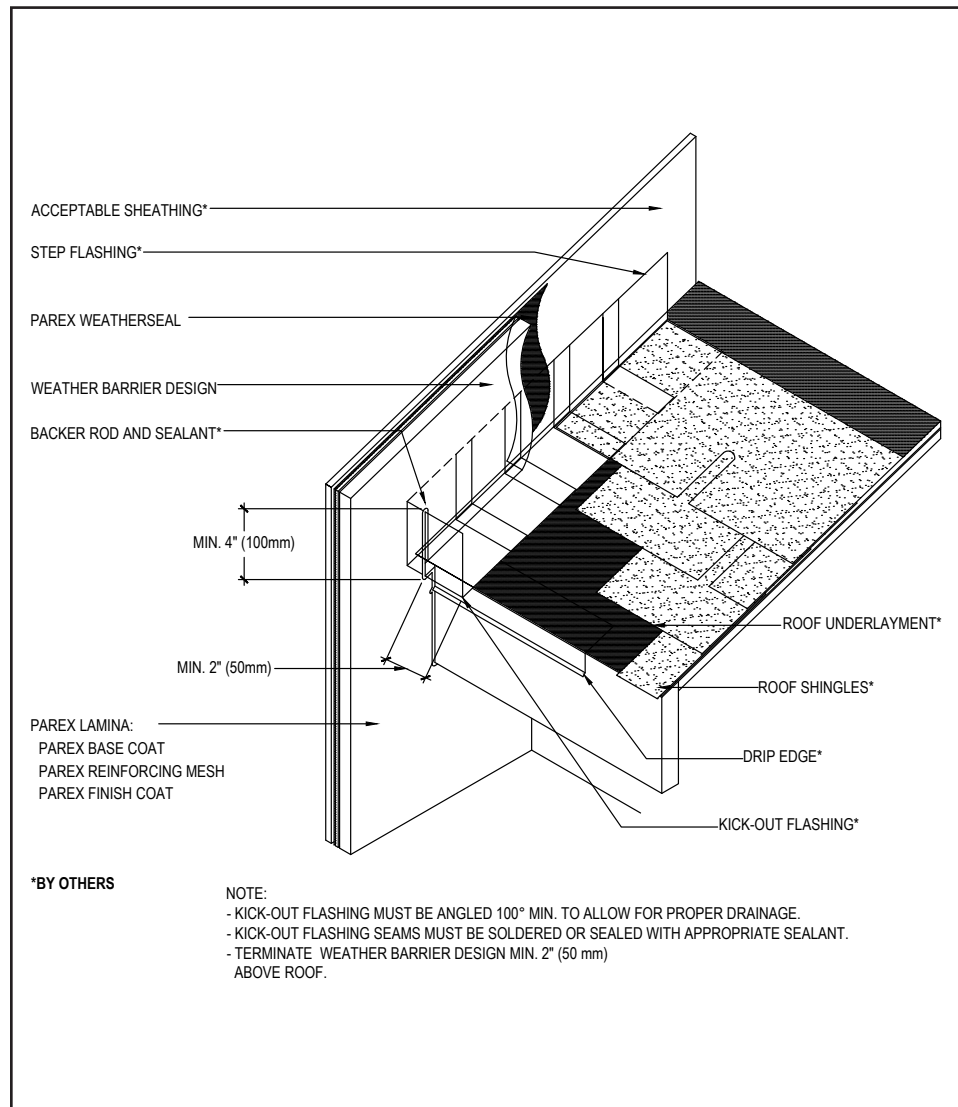 ACCEPTABLE SHEATHING*
STEP FLASHING*
PAREX WEATHERSEAL
WEATHER BARRIER DESIGN
BACKER ROD AND SEALANT*
MIN. 4" (100mm)
ROOF UNDERLAYMENT*
MIN. 2" (50mm)
ROOF SHINGLES*
PAREX LAMINA:
PAREX BASE COAT
PAREX REINFORCING MESH
PAREX FINISH COAT
DRIP EDGE*
KICK-OUT FLASHING*
*BY OTHERS
NOTE:
- KICK-OUT FLASHING MUST BE ANGLED 100° MIN. TO ALLOW FOR PROPER DRAINAGE.
- KICK-OUT FLASHING SEAMS MUST BE SOLDERED OR SEALED WITH APPROPRIATE SEALANT.
- TERMINATE WEATHER BARRIER DESIGN MIN. 2" (50 mm)
ABOVE ROOF.